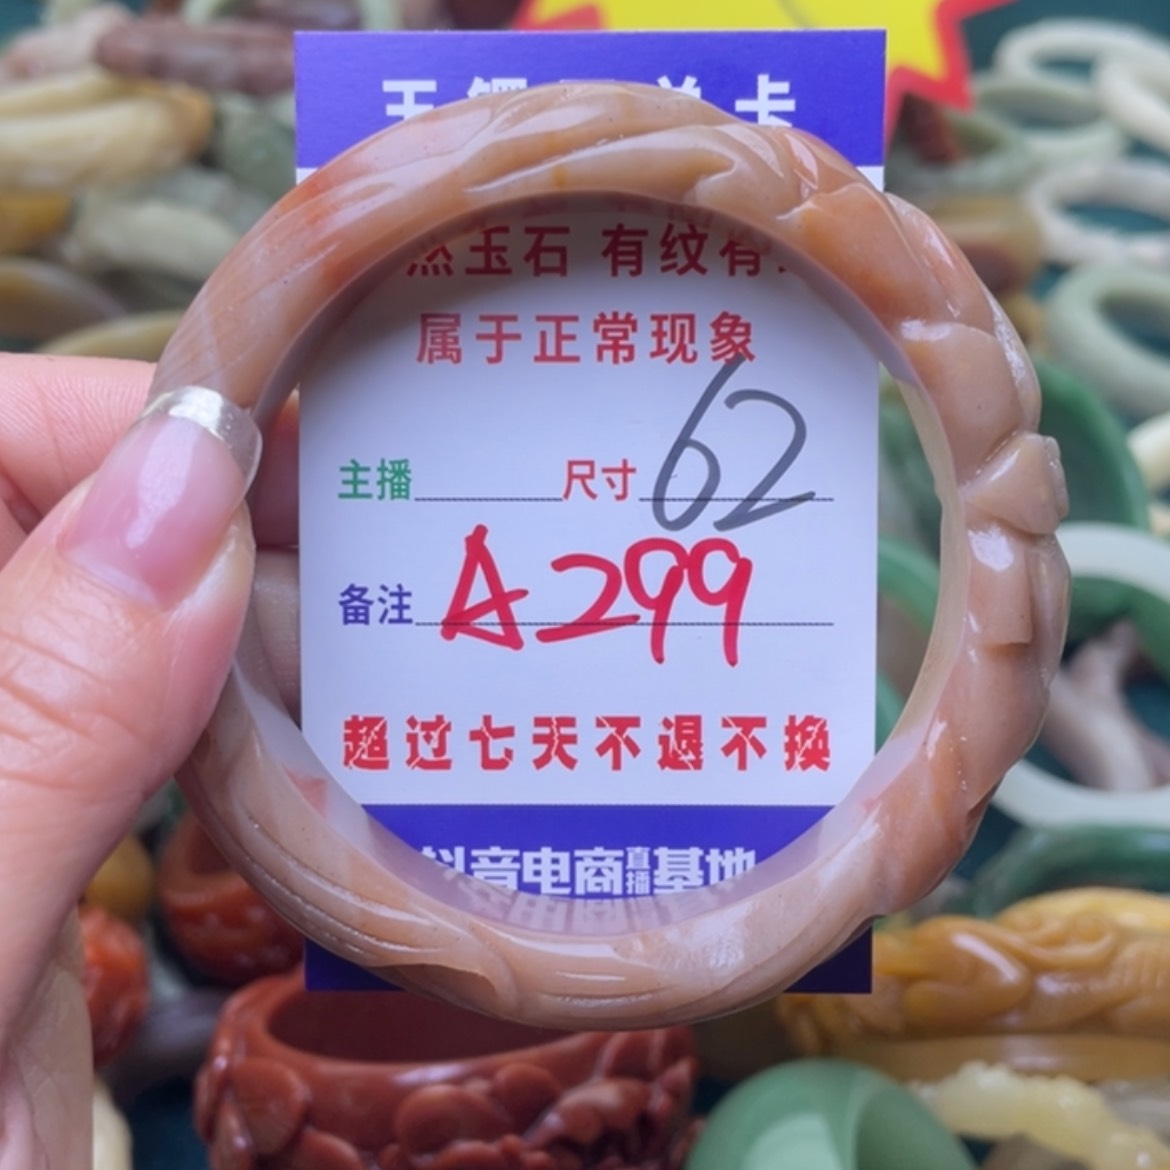 玉镯 单卡
然玉石 有纹有
属于正常现象
主播 尺寸 62
备注 A299
超过七天不退不换
抖音电商直播基地